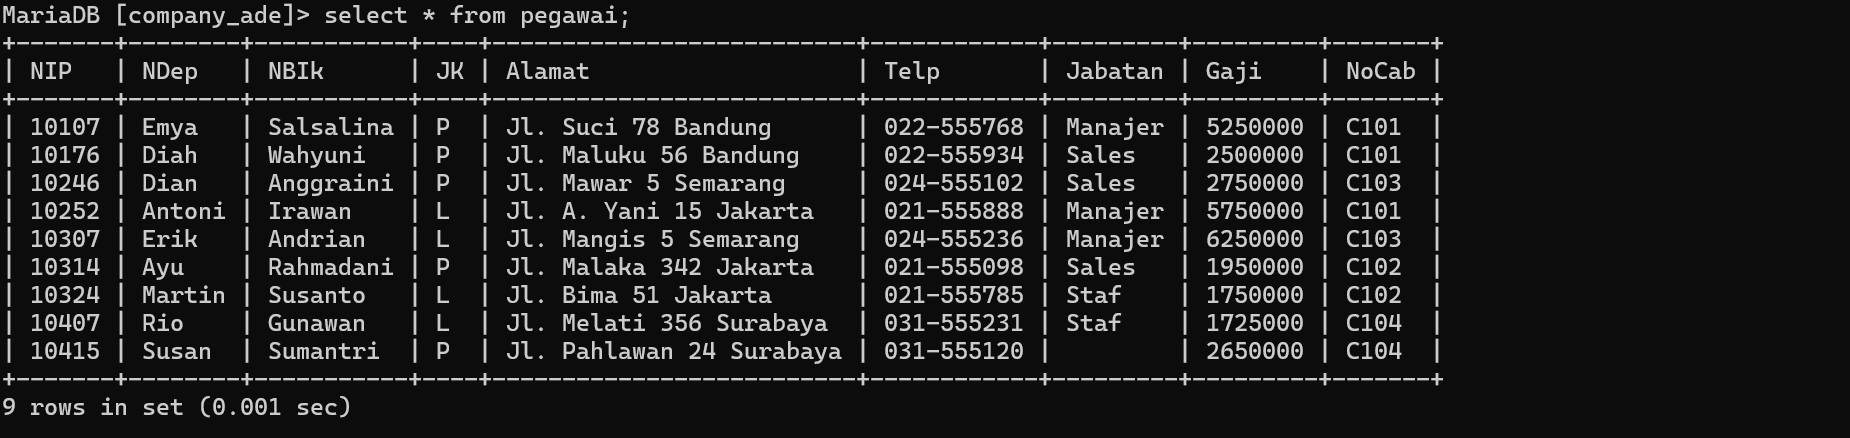 MariaDB [company_ade]> select * from pegawai;
+-------+--------+-----------+----+--------------------------+------------+---------+---------+-------+
| NIP   | NDep   | NBIk      | JK | Alamat                   | Telp       | Jabatan | Gaji    | NoCab |
+-------+--------+-----------+----+--------------------------+------------+---------+---------+-------+
| 10107 | Emya   | Salsalina | P  | Jl. Suci 78 Bandung      | 022-555768 | Manajer | 5250000 | C101  |
| 10176 | Diah   | Wahyuni   | P  | Jl. Maluku 56 Bandung    | 022-555934 | Sales   | 2500000 | C101  |
| 10246 | Dian   | Anggraini | P  | Jl. Mawar 5 Semarang     | 024-555102 | Sales   | 2750000 | C103  |
| 10252 | Antoni | Irawan    | L  | Jl. A. Yani 15 Jakarta   | 021-555888 | Manajer | 5750000 | C101  |
| 10307 | Erik   | Andrian   | L  | Jl. Mangis 5 Semarang    | 024-555236 | Manajer | 6250000 | C103  |
| 10314 | Ayu    | Rahmadani | P  | Jl. Malaka 342 Jakarta   | 021-555098 | Sales   | 1950000 | C102  |
| 10324 | Martin | Susanto   | L  | Jl. Bima 51 Jakarta      | 021-555785 | Staf    | 1750000 | C102  |
| 10407 | Rio    | Gunawan   | L  | Jl. Melati 356 Surabaya  | 031-555231 | Staf    | 1725000 | C104  |
| 10415 | Susan  | Sumantri  | P  | Jl. Pahlawan 24 Surabaya | 031-555120 |         | 2650000 | C104  |
+-------+--------+-----------+----+--------------------------+------------+---------+---------+-------+
9 rows in set (0.001 sec)